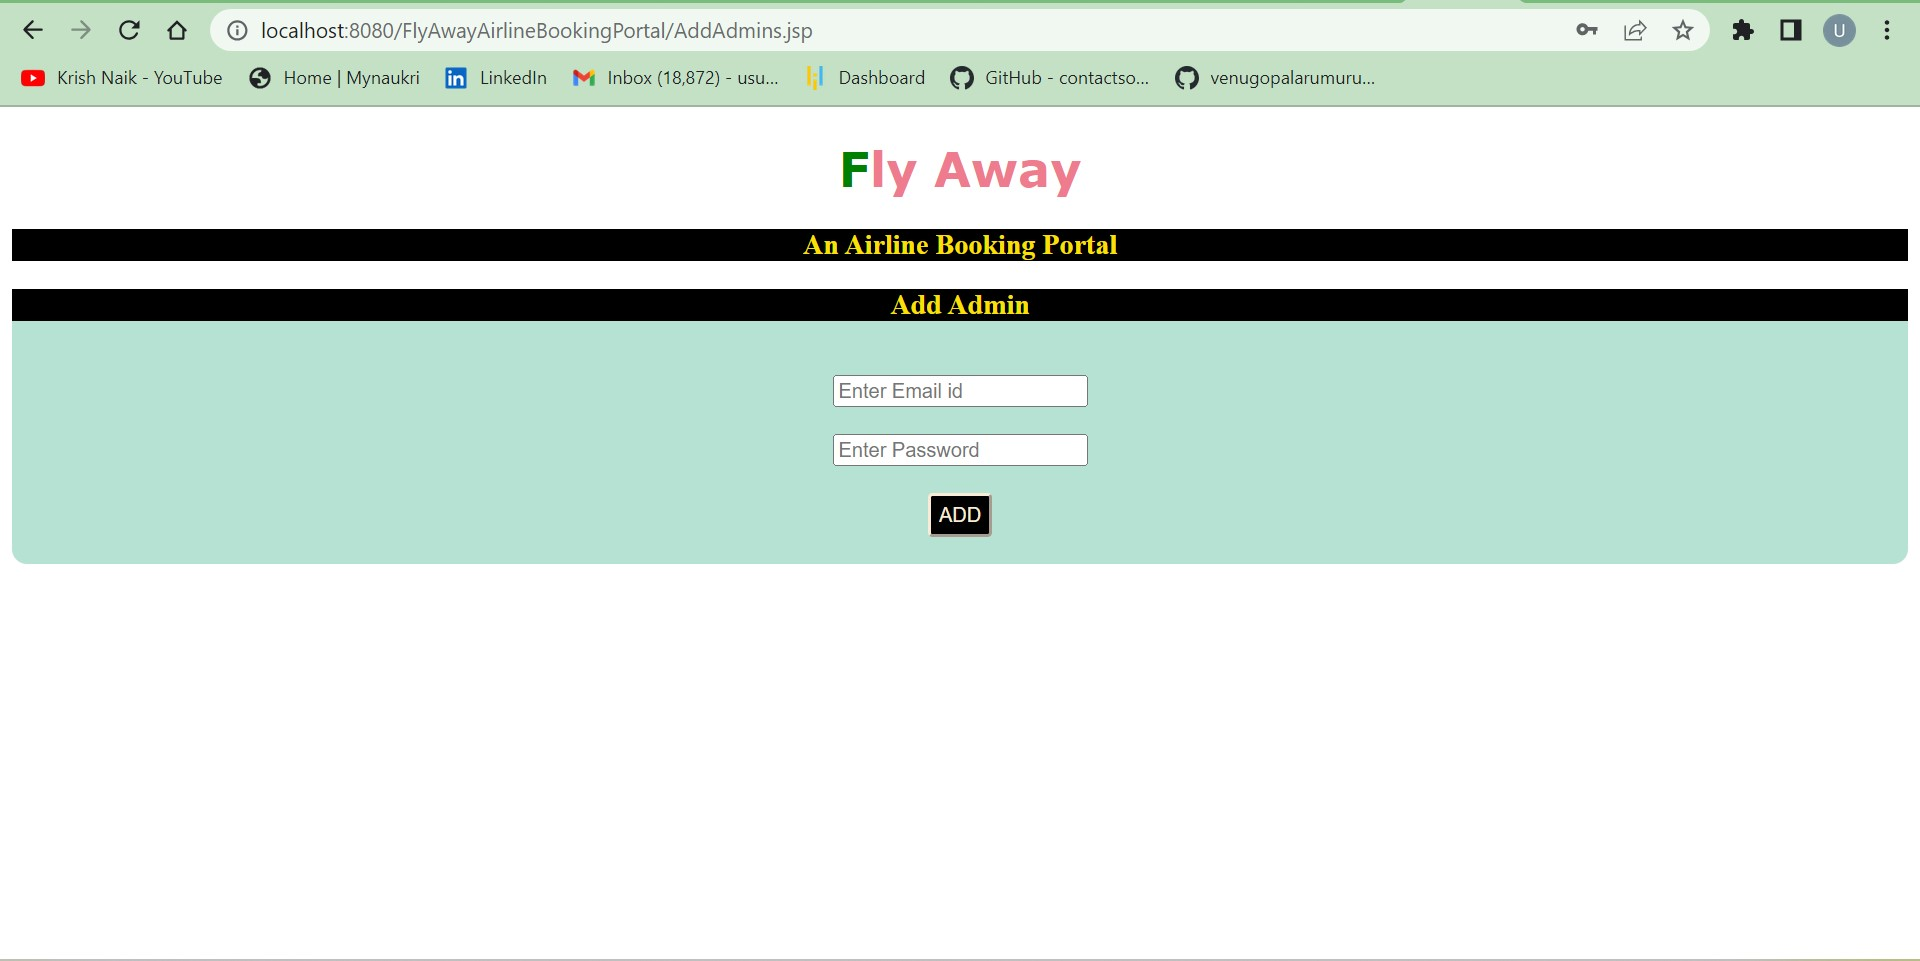 localhost:8080/FlyAwayAirlineBookingPortal/AddAdmins.jsp
U
Krish Naik - YouTube
Home | Mynaukri
LinkedIn
Inbox (18,872) - usu...
Dashboard
GitHub - contactso...
venugopalarumuru...
Fly Away
An Airline Booking Portal
Add Admin
Enter Email id
Enter Password
ADD